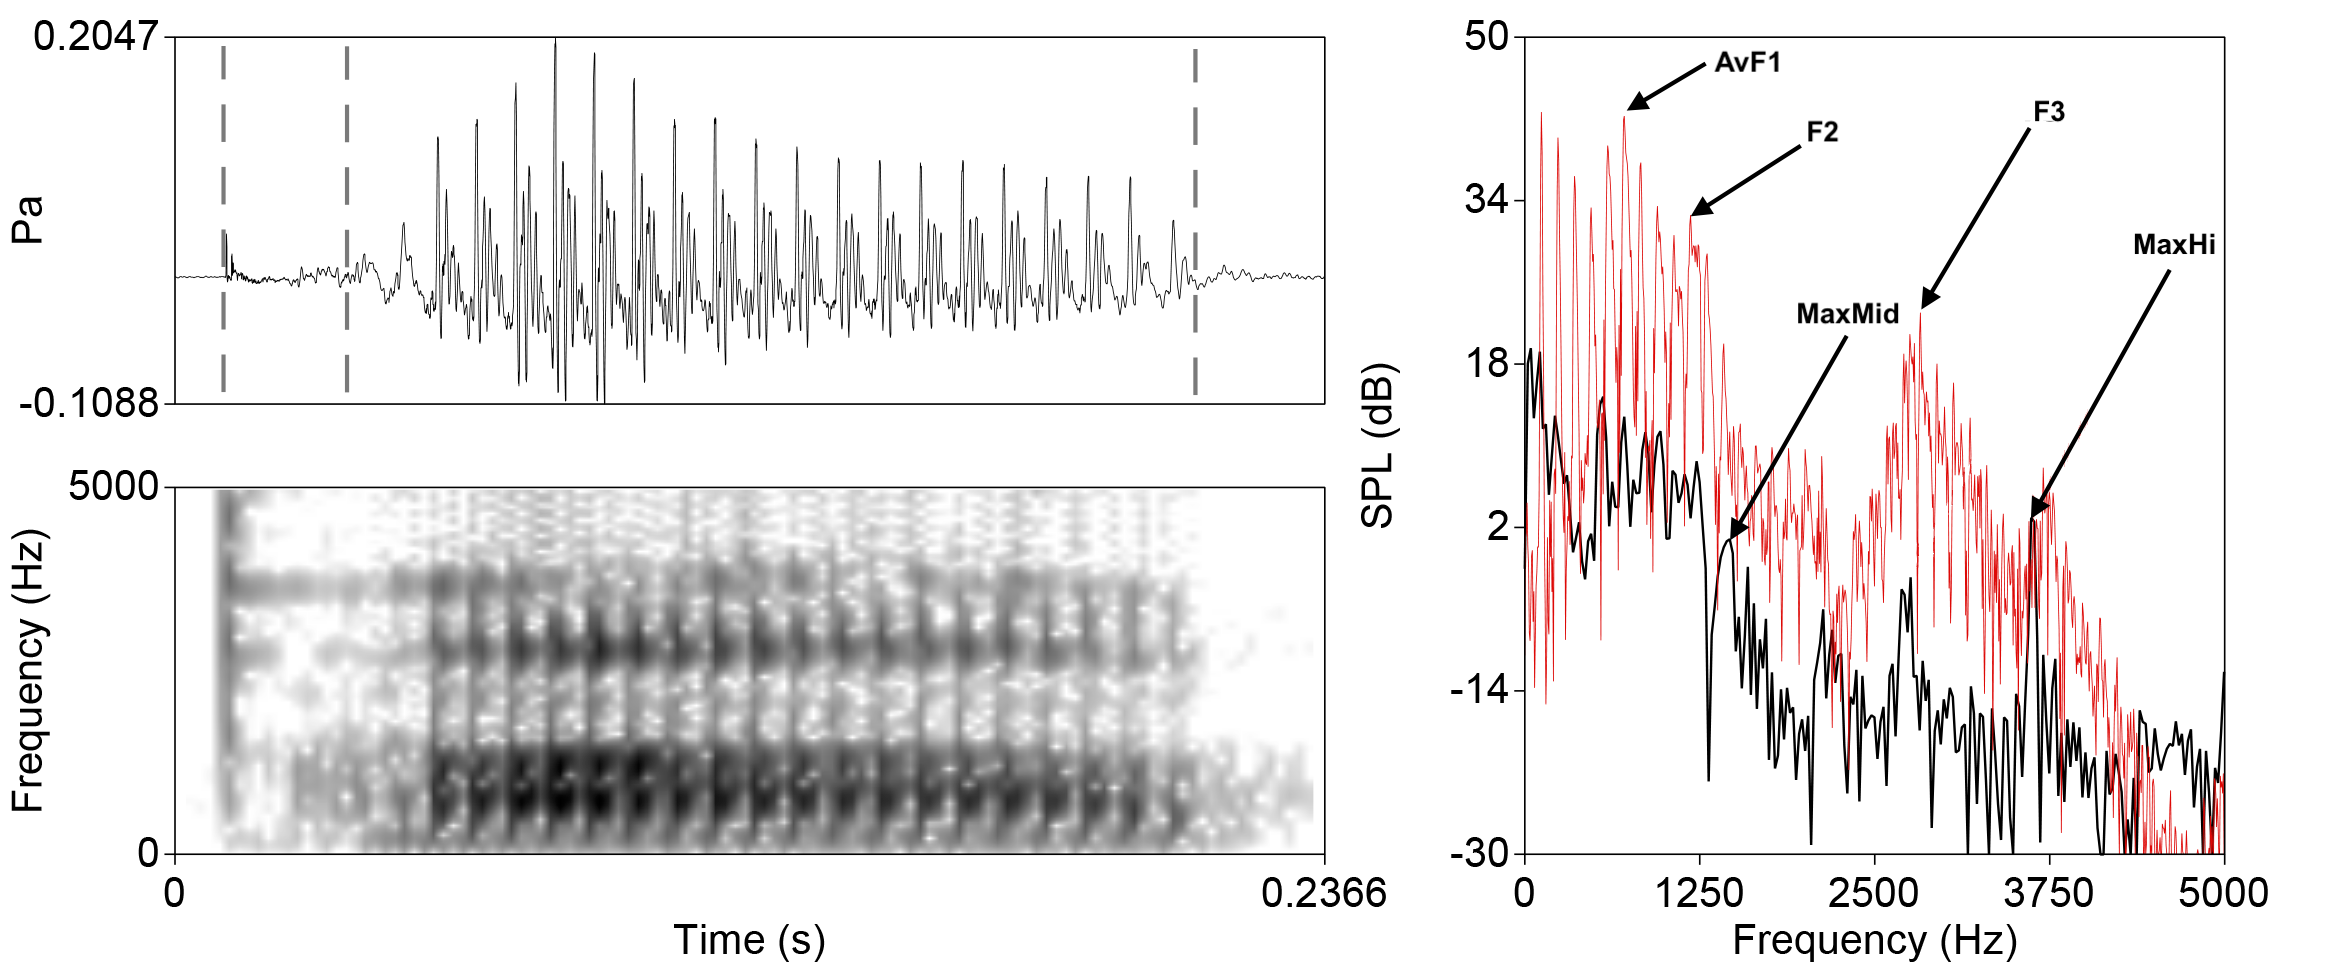 0.2047
Pa
-0.1088
5000
Frequency (Hz)
0
0
0.2366
Time (s)
50
34
18
2
-14
-30
SPL (dB)
AvF1
F2
F3
MaxHi
MaxMid
0
1250
2500
3750
5000
Frequency (Hz)